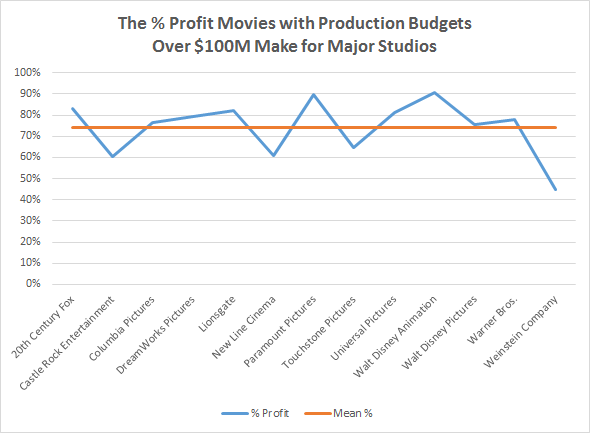 The % Profit Movies with Production Budgets
Over $100M Make for Major Studios
100%
90%
80%
70%
60%
50%
40%
30%
20%
10%
0%
20th Century Fox
Castle Rock Entertainment
Columbia Pictures
DreamWorks Pictures
Lionsgate
New Line Cinema
Paramount Pictures
Touchstone Pictures
Universal Pictures
Walt Disney Animation
Walt Disney Pictures
Warner Bros.
Weinstein Company
% Profit
Mean %